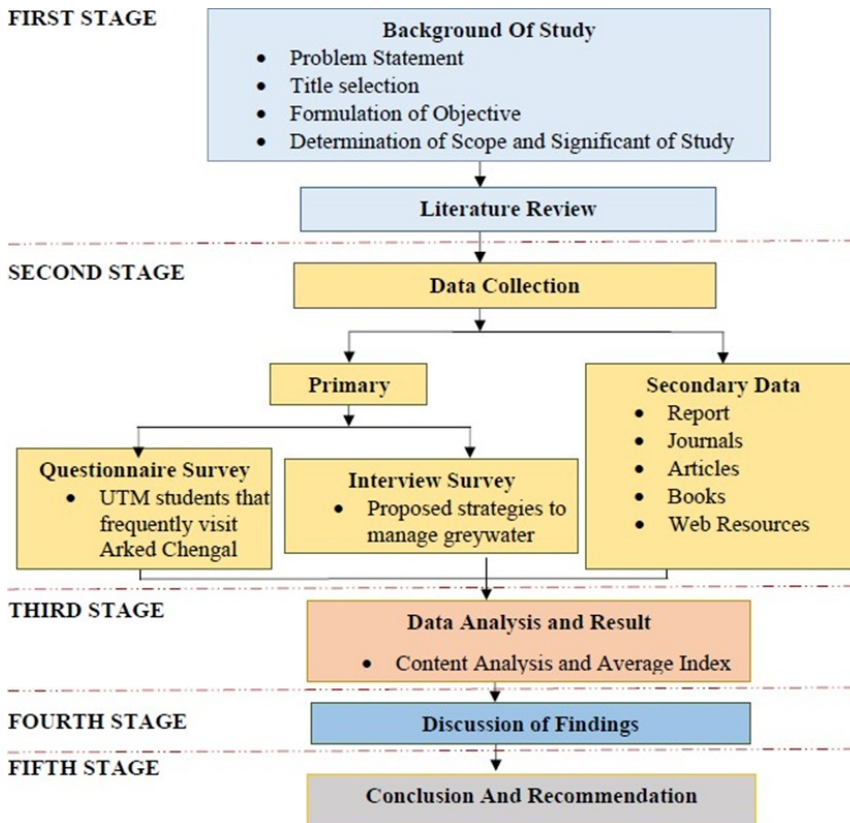 FIRST STAGE
Background Of Study
• Problem Statement
• Title selection
• Formulation of Objective
• Determination of Scope and Significant of Study
Literature Review
SECOND STAGE
Data Collection
Primary
Secondary Data
• Report
• Journals
• Articles
• Books
• Web Resources
Questionnaire Survey
• UTM students that
frequently visit
Arked Chengal
Interview Survey
• Proposed strategies to
manage greywater
THIRD STAGE
Data Analysis and Result
• Content Analysis and Average Index
FOURTH STAGE
Discussion of Findings
FIFTH STAGE
Conclusion And Recommendation